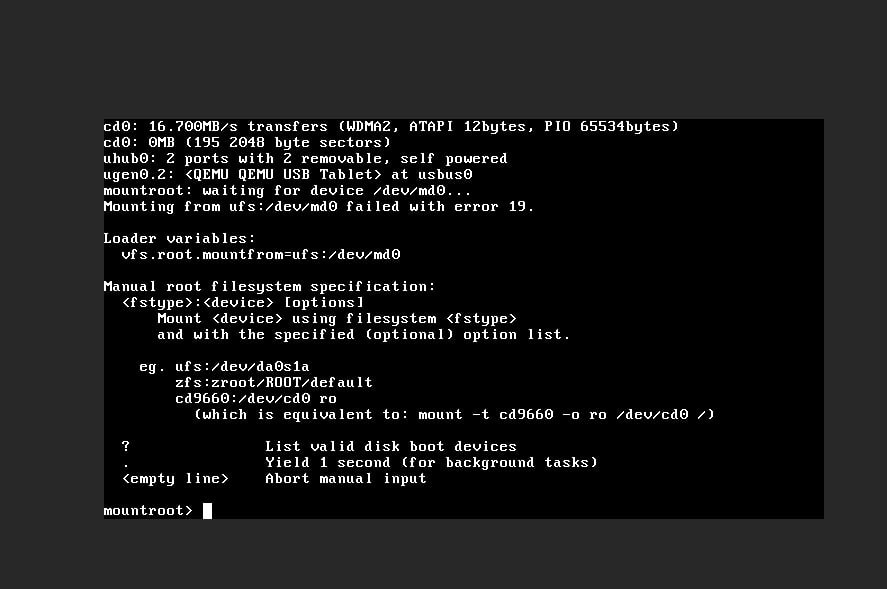 cd0: 16.700MB/s transfers (WDMA2, ATAPI 12bytes, PIO 65534bytes)
cd0: 0MB (195 2048 byte sectors)
uhub0: 2 ports with 2 removable, self powered
ugen0.2: <QEMU QEMU USB Tablet> at usbus0
mountroot: waiting for device /dev/md0...
Mounting from ufs:/dev/md0 failed with error 19.

Loader variables:
  vfs.root.mountfrom=ufs:/dev/md0

Manual root filesystem specification:
  <fstype>:<device> [options]
      Mount <device> using filesystem <fstype>
      and with the specified (optional) option list.

    eg. ufs:/dev/da0s1a
        zfs:zroot/ROOT/default
        cd9660:/dev/cd0 ro
          (which is equivalent to: mount -t cd9660 -o ro /dev/cd0 /)

  ?               List valid disk boot devices
  .               Yield 1 second (for background tasks)
  <empty line>    Abort manual input

mountroot>